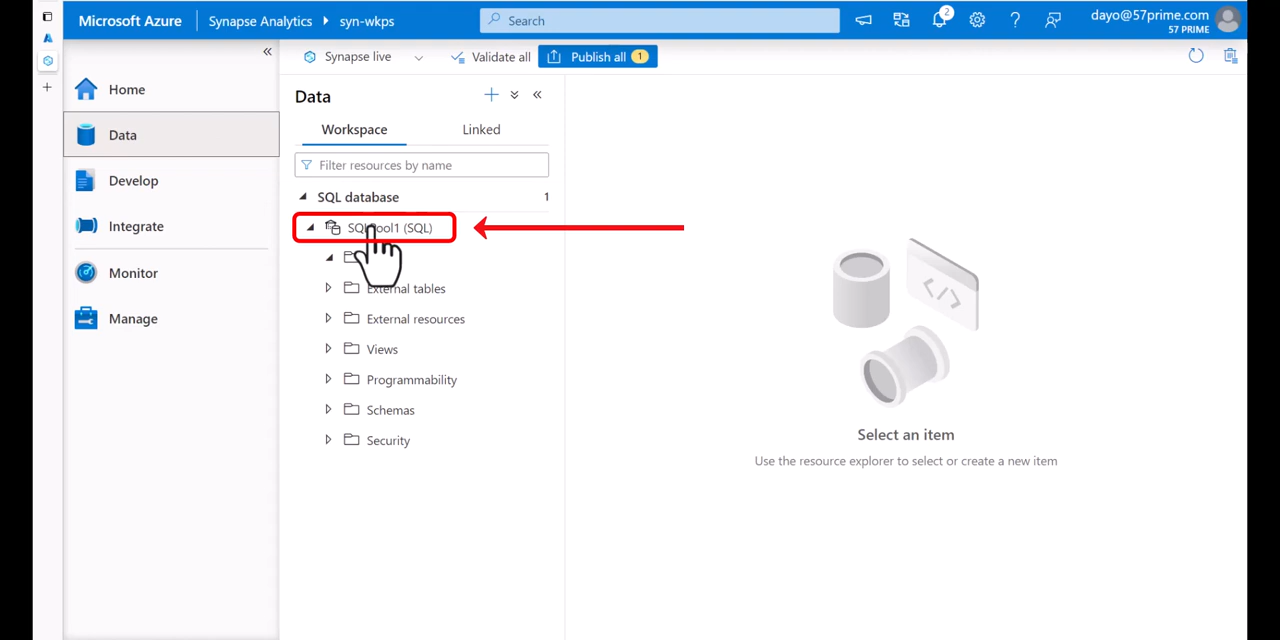 Microsoft Azure
Synapse Analytics
syn-wkps
Search
2
dayo@57prime.com
57 PRIME
Synapse live
Validate all
Publish all 1
Home
Data
Develop
Integrate
Monitor
Manage
Data
Workspace
Linked
Filter resources by name
SQL database 1
(SQL)
External tables
External resources
Views
Programmability
Schemas
Security
Select an item
Use the resource explorer to select or create a new item